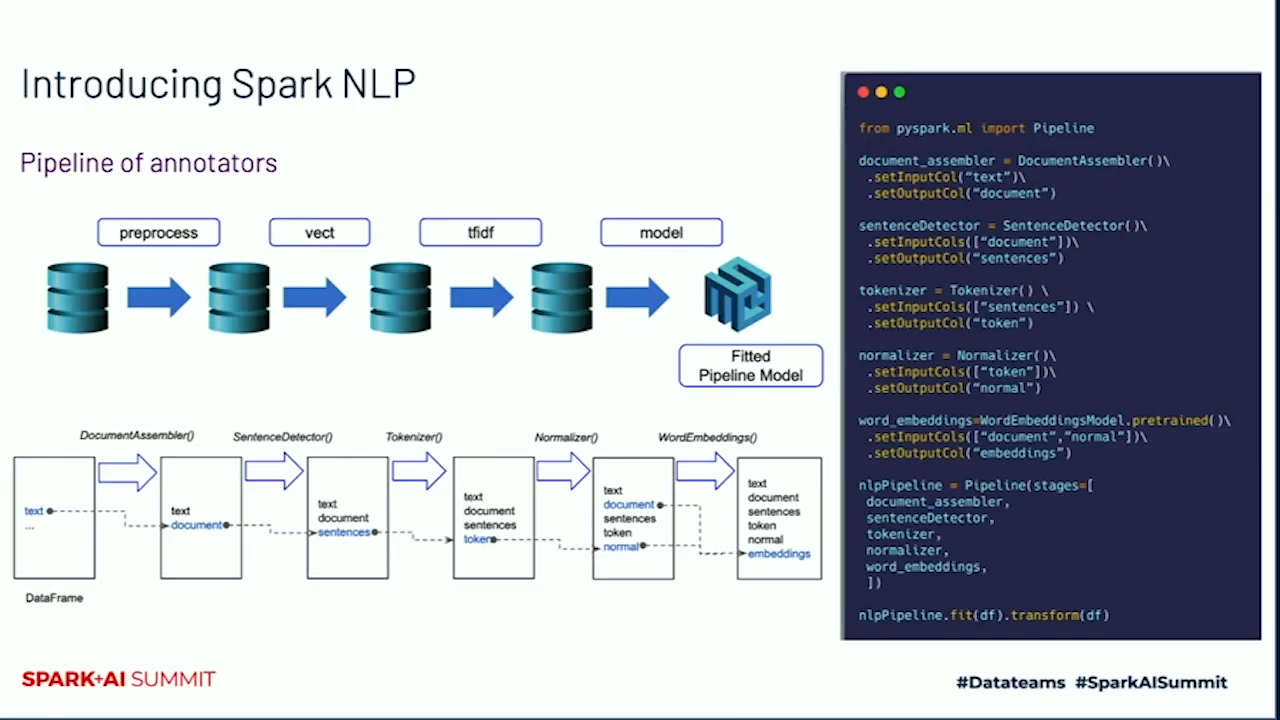 Introducing Spark NLP
Pipeline of annotators
preprocess
vect
tfidf
model
Fitted
Pipeline Model
DocumentAssembler()
SentenceDetector()
Tokenizer()
Normalizer()
WordEmbeddings()
text
...
DataFrame
text
document
text
document
sentences
text
document
sentences
token
text
document
sentences
token
normal
text
document
sentences
token
normal
embeddings
from pyspark.ml import Pipeline
document_assembler = DocumentAssembler()\
.setInputCol(“text”)\
.setOutputCol(“document”)
sentenceDetector = SentenceDetector()\
.setInputCols([“document”])\
.setOutputCol(“sentences”)
tokenizer = Tokenizer() \
.setInputCols([“sentences”]) \
.setOutputCol(“token”)
normalizer = Normalizer()\
.setInputCols([“token”])\
.setOutputCol(“normal”)
word_embeddings=WordEmbeddingsModel.pretrained()\
.setInputCols([“document”,”normal”])\
.setOutputCol(“embeddings”)
nlpPipeline = Pipeline(stages=[
document_assembler,
sentenceDetector,
tokenizer,
normalizer,
word_embeddings,
])
nlpPipeline.fit(df).transform(df)
SPARK+AI SUMMIT
#Datateams #SparkAISummit